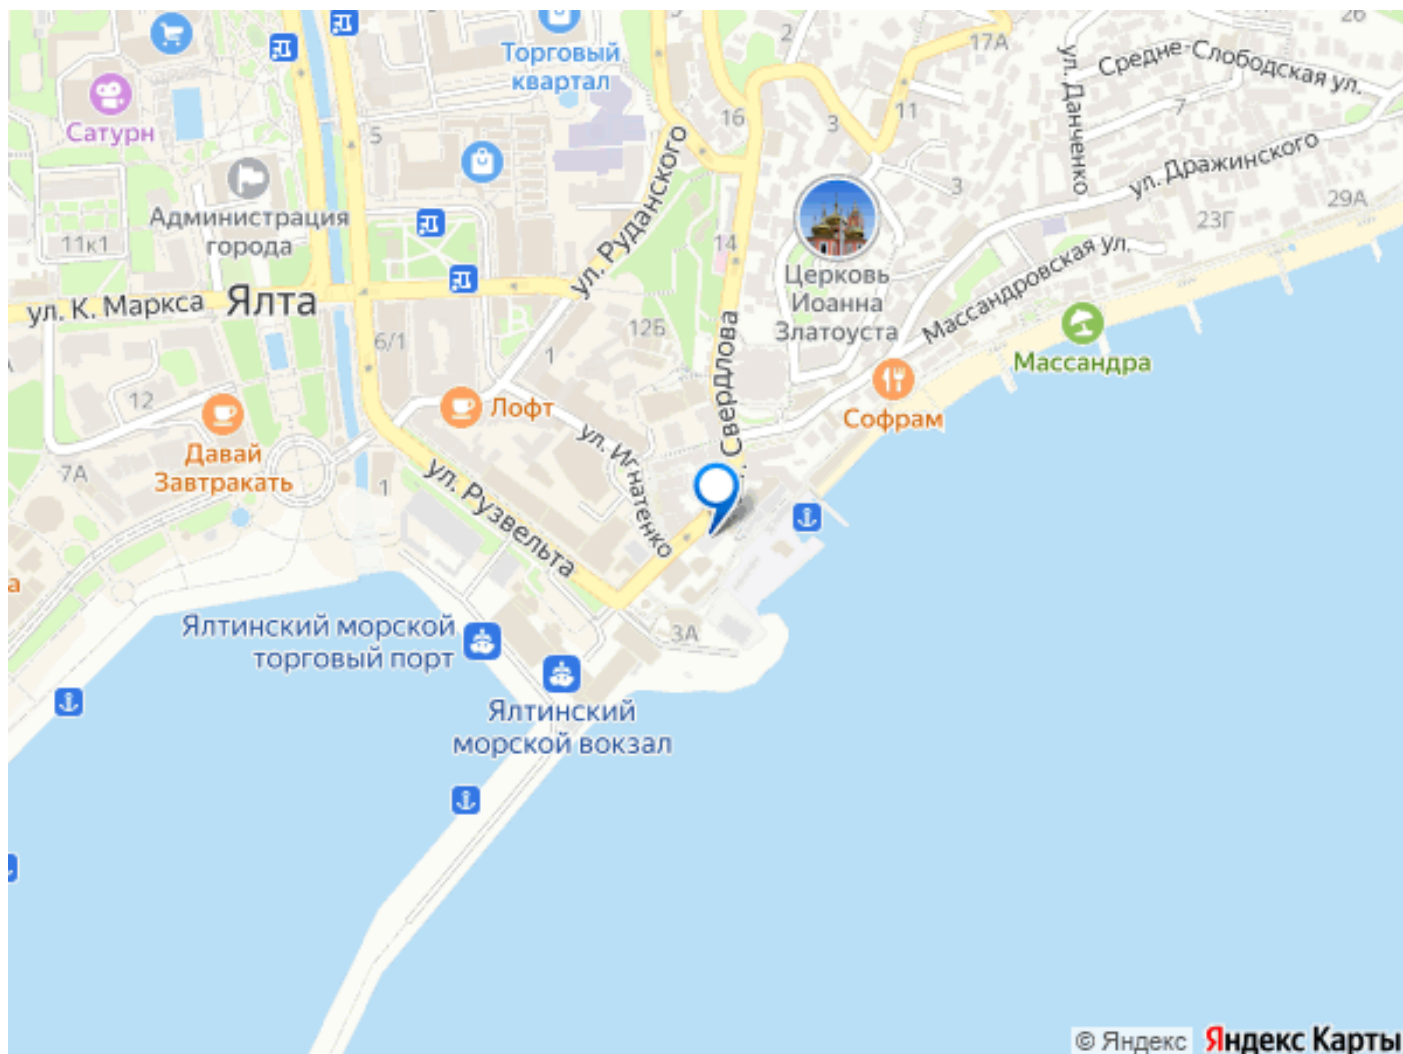 26
2
17А
Средне-Слободская ул.
ул. Данченко
Торговый
квартал
Сатурн
5
16
3
11
7
ул. Дражинского
Администрация
города
11к1
ул. Руданского
3
29А
23Г
14
Церковь
Иоанна
Златоуста
Массандровская ул.
ул. К. Маркса
Ялта
6/1
12Б
1
Свердлова
Массандра
12
Лофт
Софрам
Давай
Завтракать
7А
1
ул. Игнатенко
ул. Рузвельта
а
Ялтинский морской
торговый порт
3А
Ялтинский
морской вокзал
© Яндекс Яндекс Карты